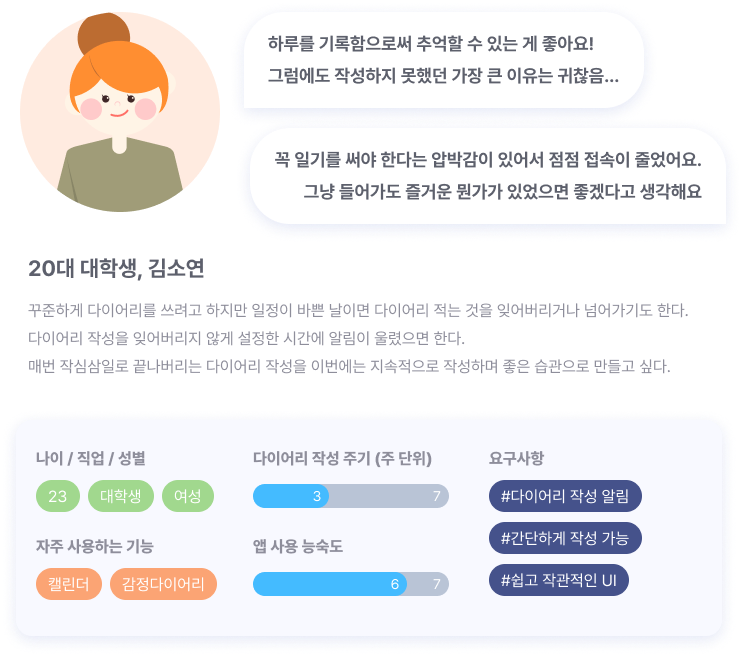 하루를 기록함으로써 추억할 수 있는 게 좋아요!
그럼에도 작성하지 못했던 가장 큰 이유는 귀찮음...
꼭 일기를 써야 한다는 압박감이 있어서 점점 접속이 줄었어요.
그냥 들어가도 즐거운 뭔가가 있었으면 좋겠다고 생각해요
20대 대학생, 김소연
꾸준하게 다이어리를 쓰려고 하지만 일정이 바쁜 날이면 다이어리 적는 것을 잊어버리거나 넘어가기도 한다.
다이어리 작성을 잊어버리지 않게 설정한 시간에 알림이 울렸으면 한다.
매번 작심삼일로 끝나버리는 다이어리 작성을 이번에는 지속적으로 작성하며 좋은 습관으로 만들고 싶다.
나이 / 직업 / 성별
23 대학생 여성
자주 사용하는 기능
캘린더 감정다이어리
다이어리 작성 주기 (주 단위)
3 7
앱 사용 능숙도
6 7
요구사항
#다이어리 작성 알림
#간단하게 작성 가능
#쉽고 작관적인 UI